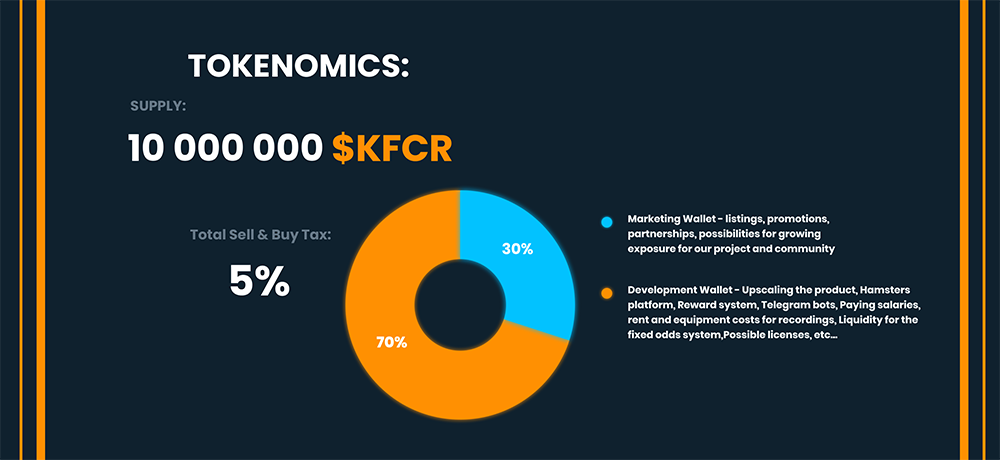 TOKENOMICS:
SUPPLY:
10 000 000 $KFCR
Total Sell & Buy Tax:
5%
30%
70%
Marketing Wallet - listings, promotions,
partnerships, possibilities for growing
exposure for our project and community
Development Wallet - Upscaling the product, Hamsters
platform, Reward system, Telegram bots, Paying salaries,
rent and equipment costs for recordings, Liquidity for the
fixed odds system,Possible licenses, etc...